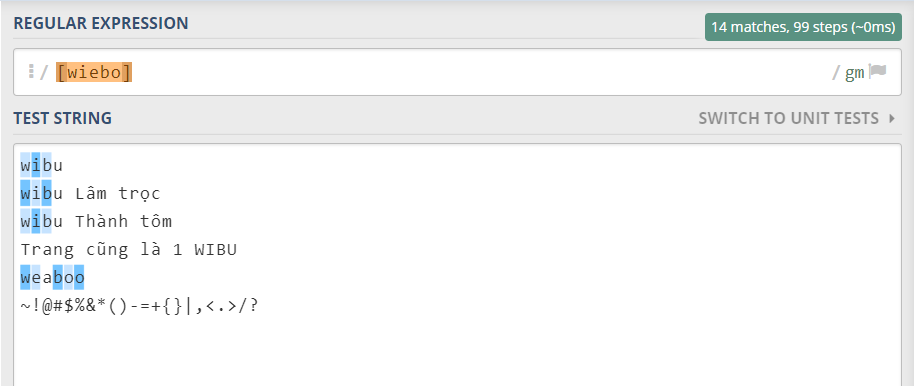 REGULAR EXPRESSION
14 matches, 99 steps (~0ms)
/ [wiebo] / gm
TEST STRING
SWITCH TO UNIT TESTS
wibu
wibu Lâm trọc
wibu Thành tôm
Trang cũng là 1 WIBU
weaboo
~!@#$%&*()-=+{}|,<.>/?